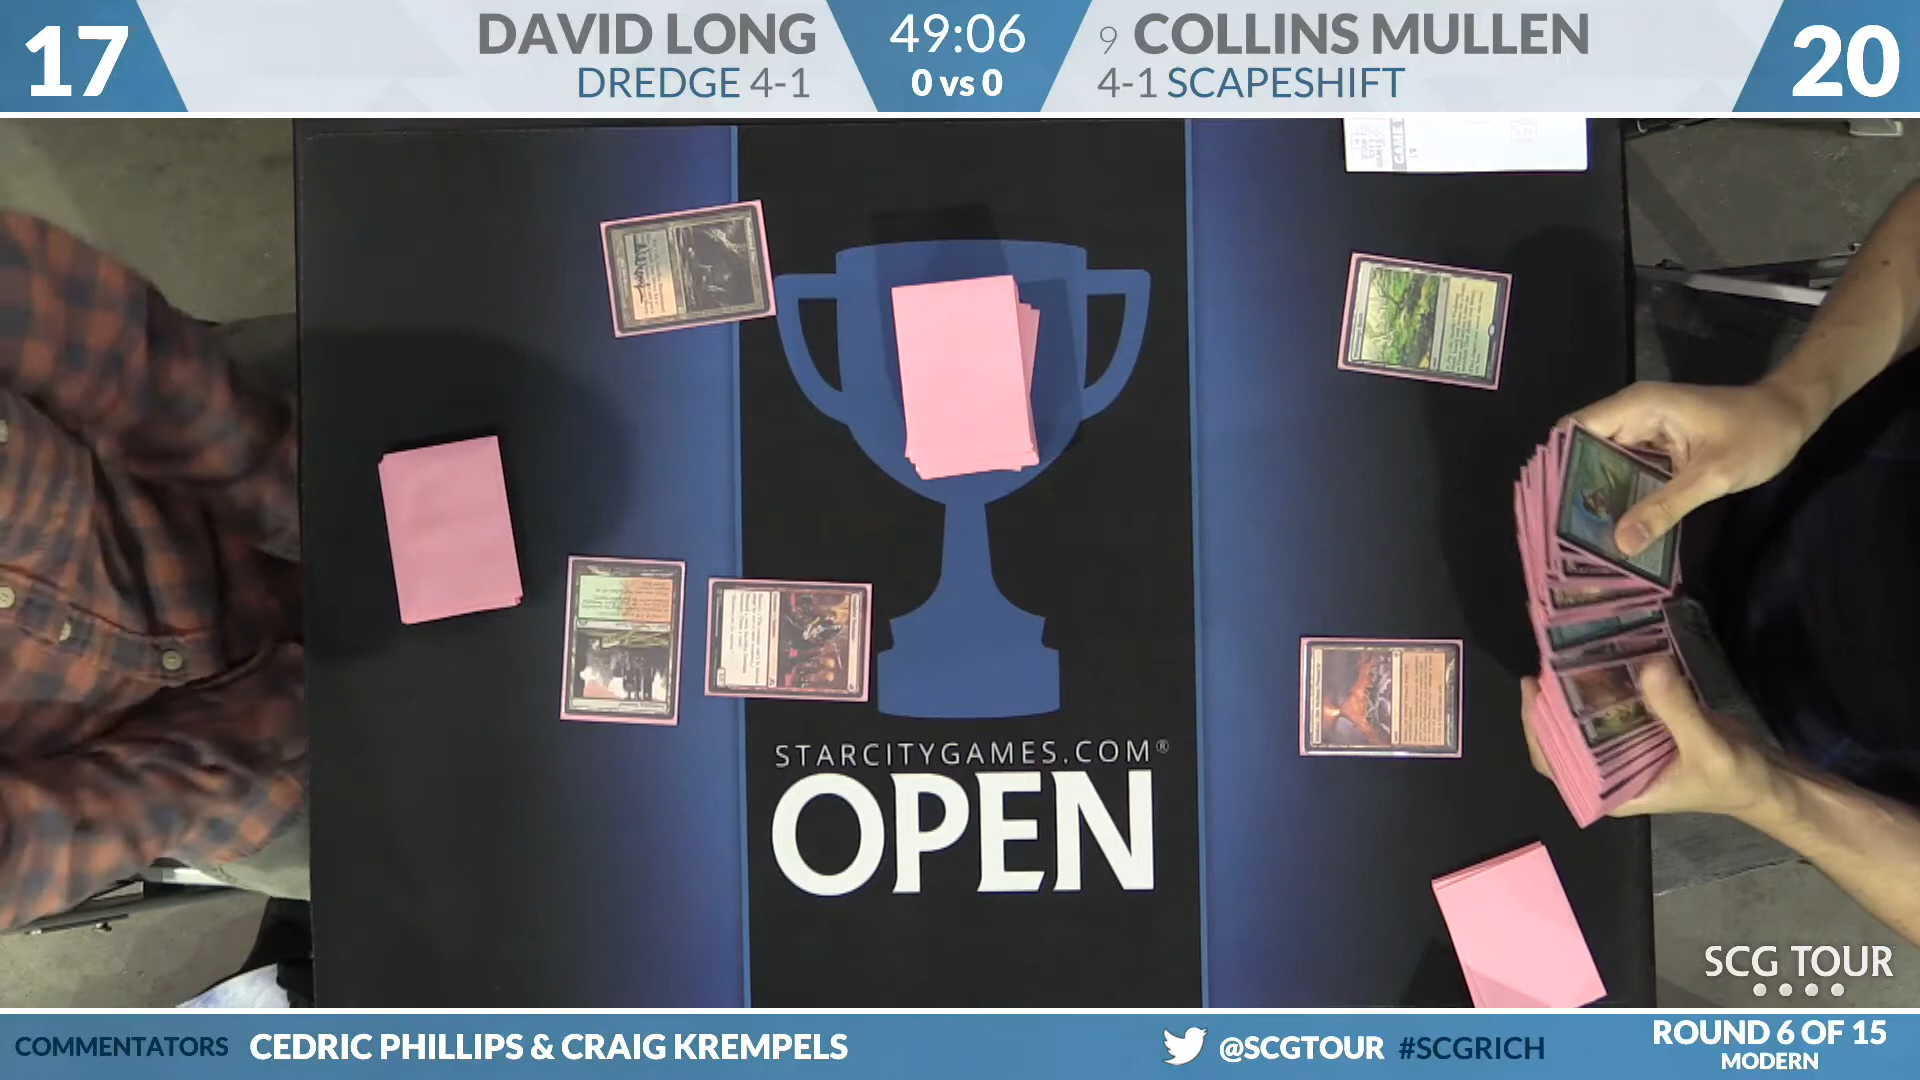 17
DAVID LONG
DREDGE 4-1
49:06
0 vs 0
9 COLLINS MULLEN
4-1 SCAPESHIFT
20
STARCITYGAMES.COM®
OPEN
SCG TOUR
COMMENTATORS CEDRIC PHILLIPS & CRAIG KREMPELS
@SCGTOUR #SCGRICH
ROUND 6 OF 15
MODERN